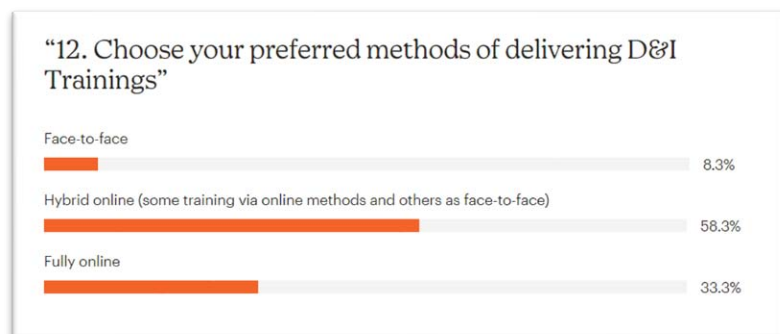 “12. Choose your preferred methods of delivering D&I
Trainings”
Face-to-face
8.3%
Hybrid online (some training via online methods and others as face-to-face)
58.3%
Fully online
33.3%